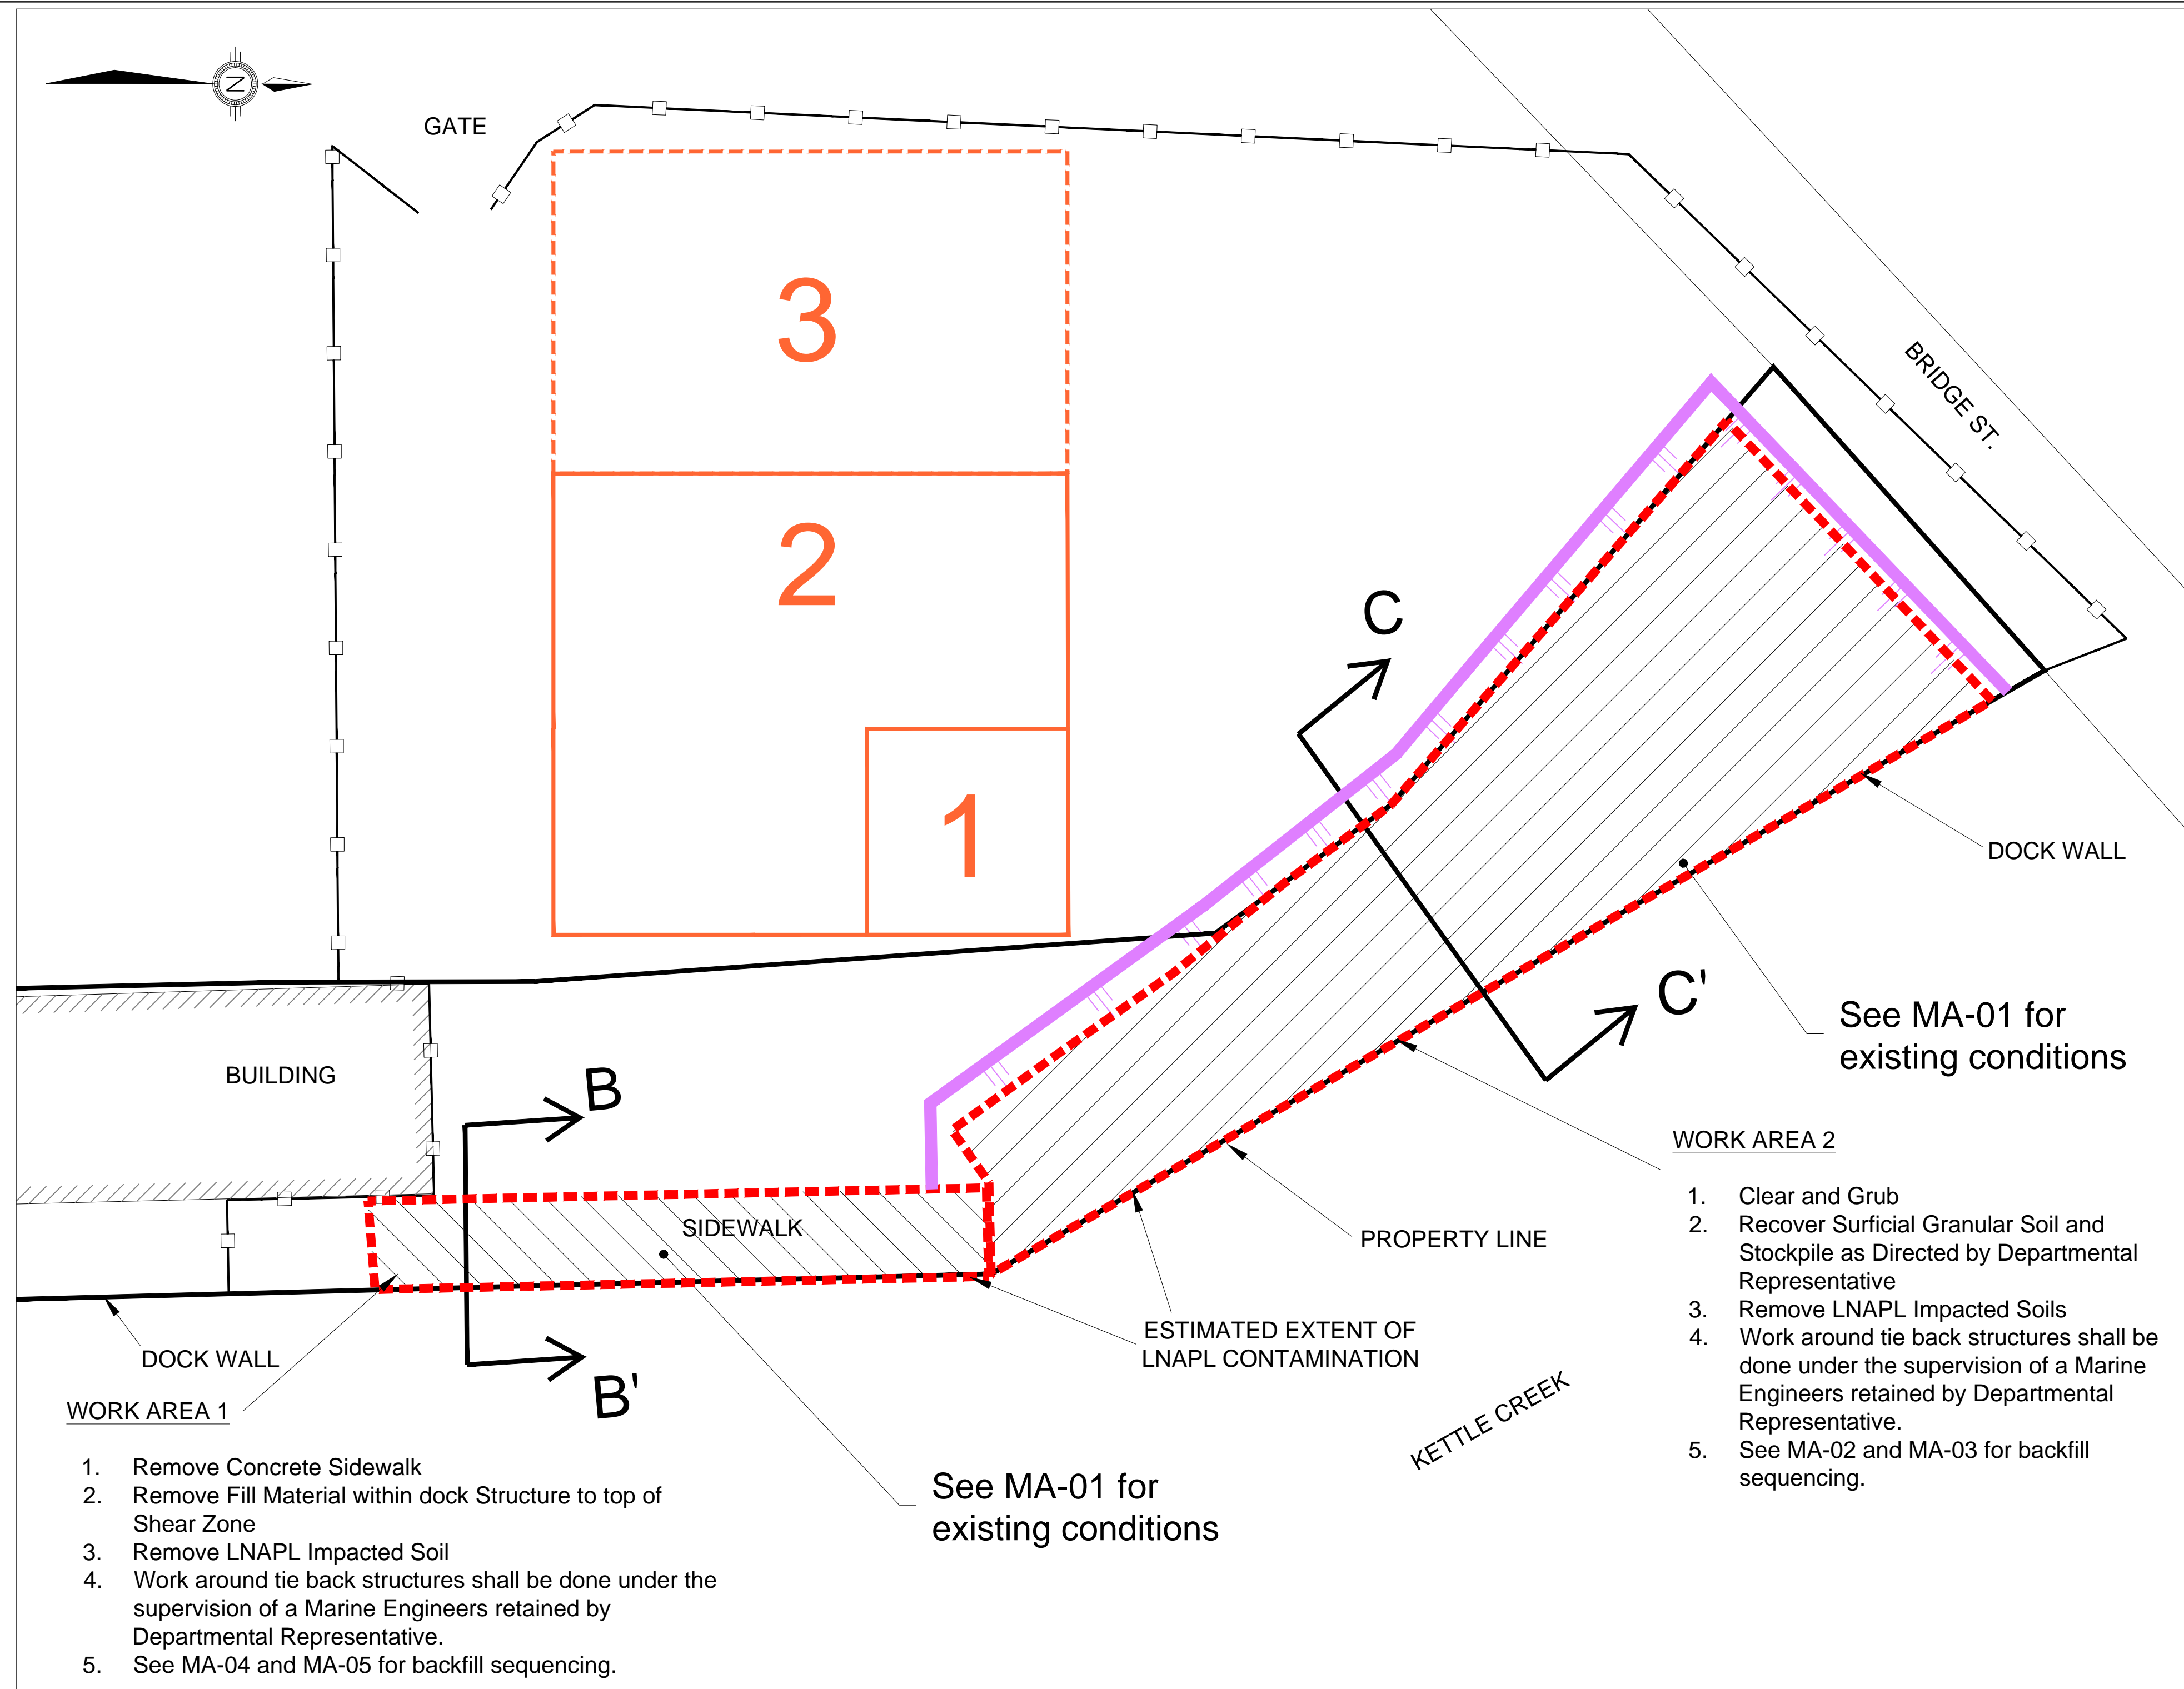 N
GATE
3
2
1
BRIDGE ST.
C
C'
DOCK WALL
See MA-01 for
existing conditions
BUILDING
B
B'
SIDEWALK
WORK AREA 2
1. Clear and Grub
2. Recover Surficial Granular Soil and
Stockpile as Directed by Departmental
Representative
3. Remove LNAPL Impacted Soils
4. Work around tie back structures shall be
done under the supervision of a Marine
Engineers retained by Departmental
Representative.
5. See MA-02 and MA-03 for backfill
sequencing.
PROPERTY LINE
ESTIMATED EXTENT OF
LNAPL CONTAMINATION
KETTLE CREEK
DOCK WALL
WORK AREA 1
1. Remove Concrete Sidewalk
2. Remove Fill Material within dock Structure to top of
Shear Zone
3. Remove LNAPL Impacted Soil
4. Work around tie back structures shall be done under the
supervision of a Marine Engineers retained by
Departmental Representative.
5. See MA-04 and MA-05 for backfill sequencing.
See MA-01 for
existing conditions